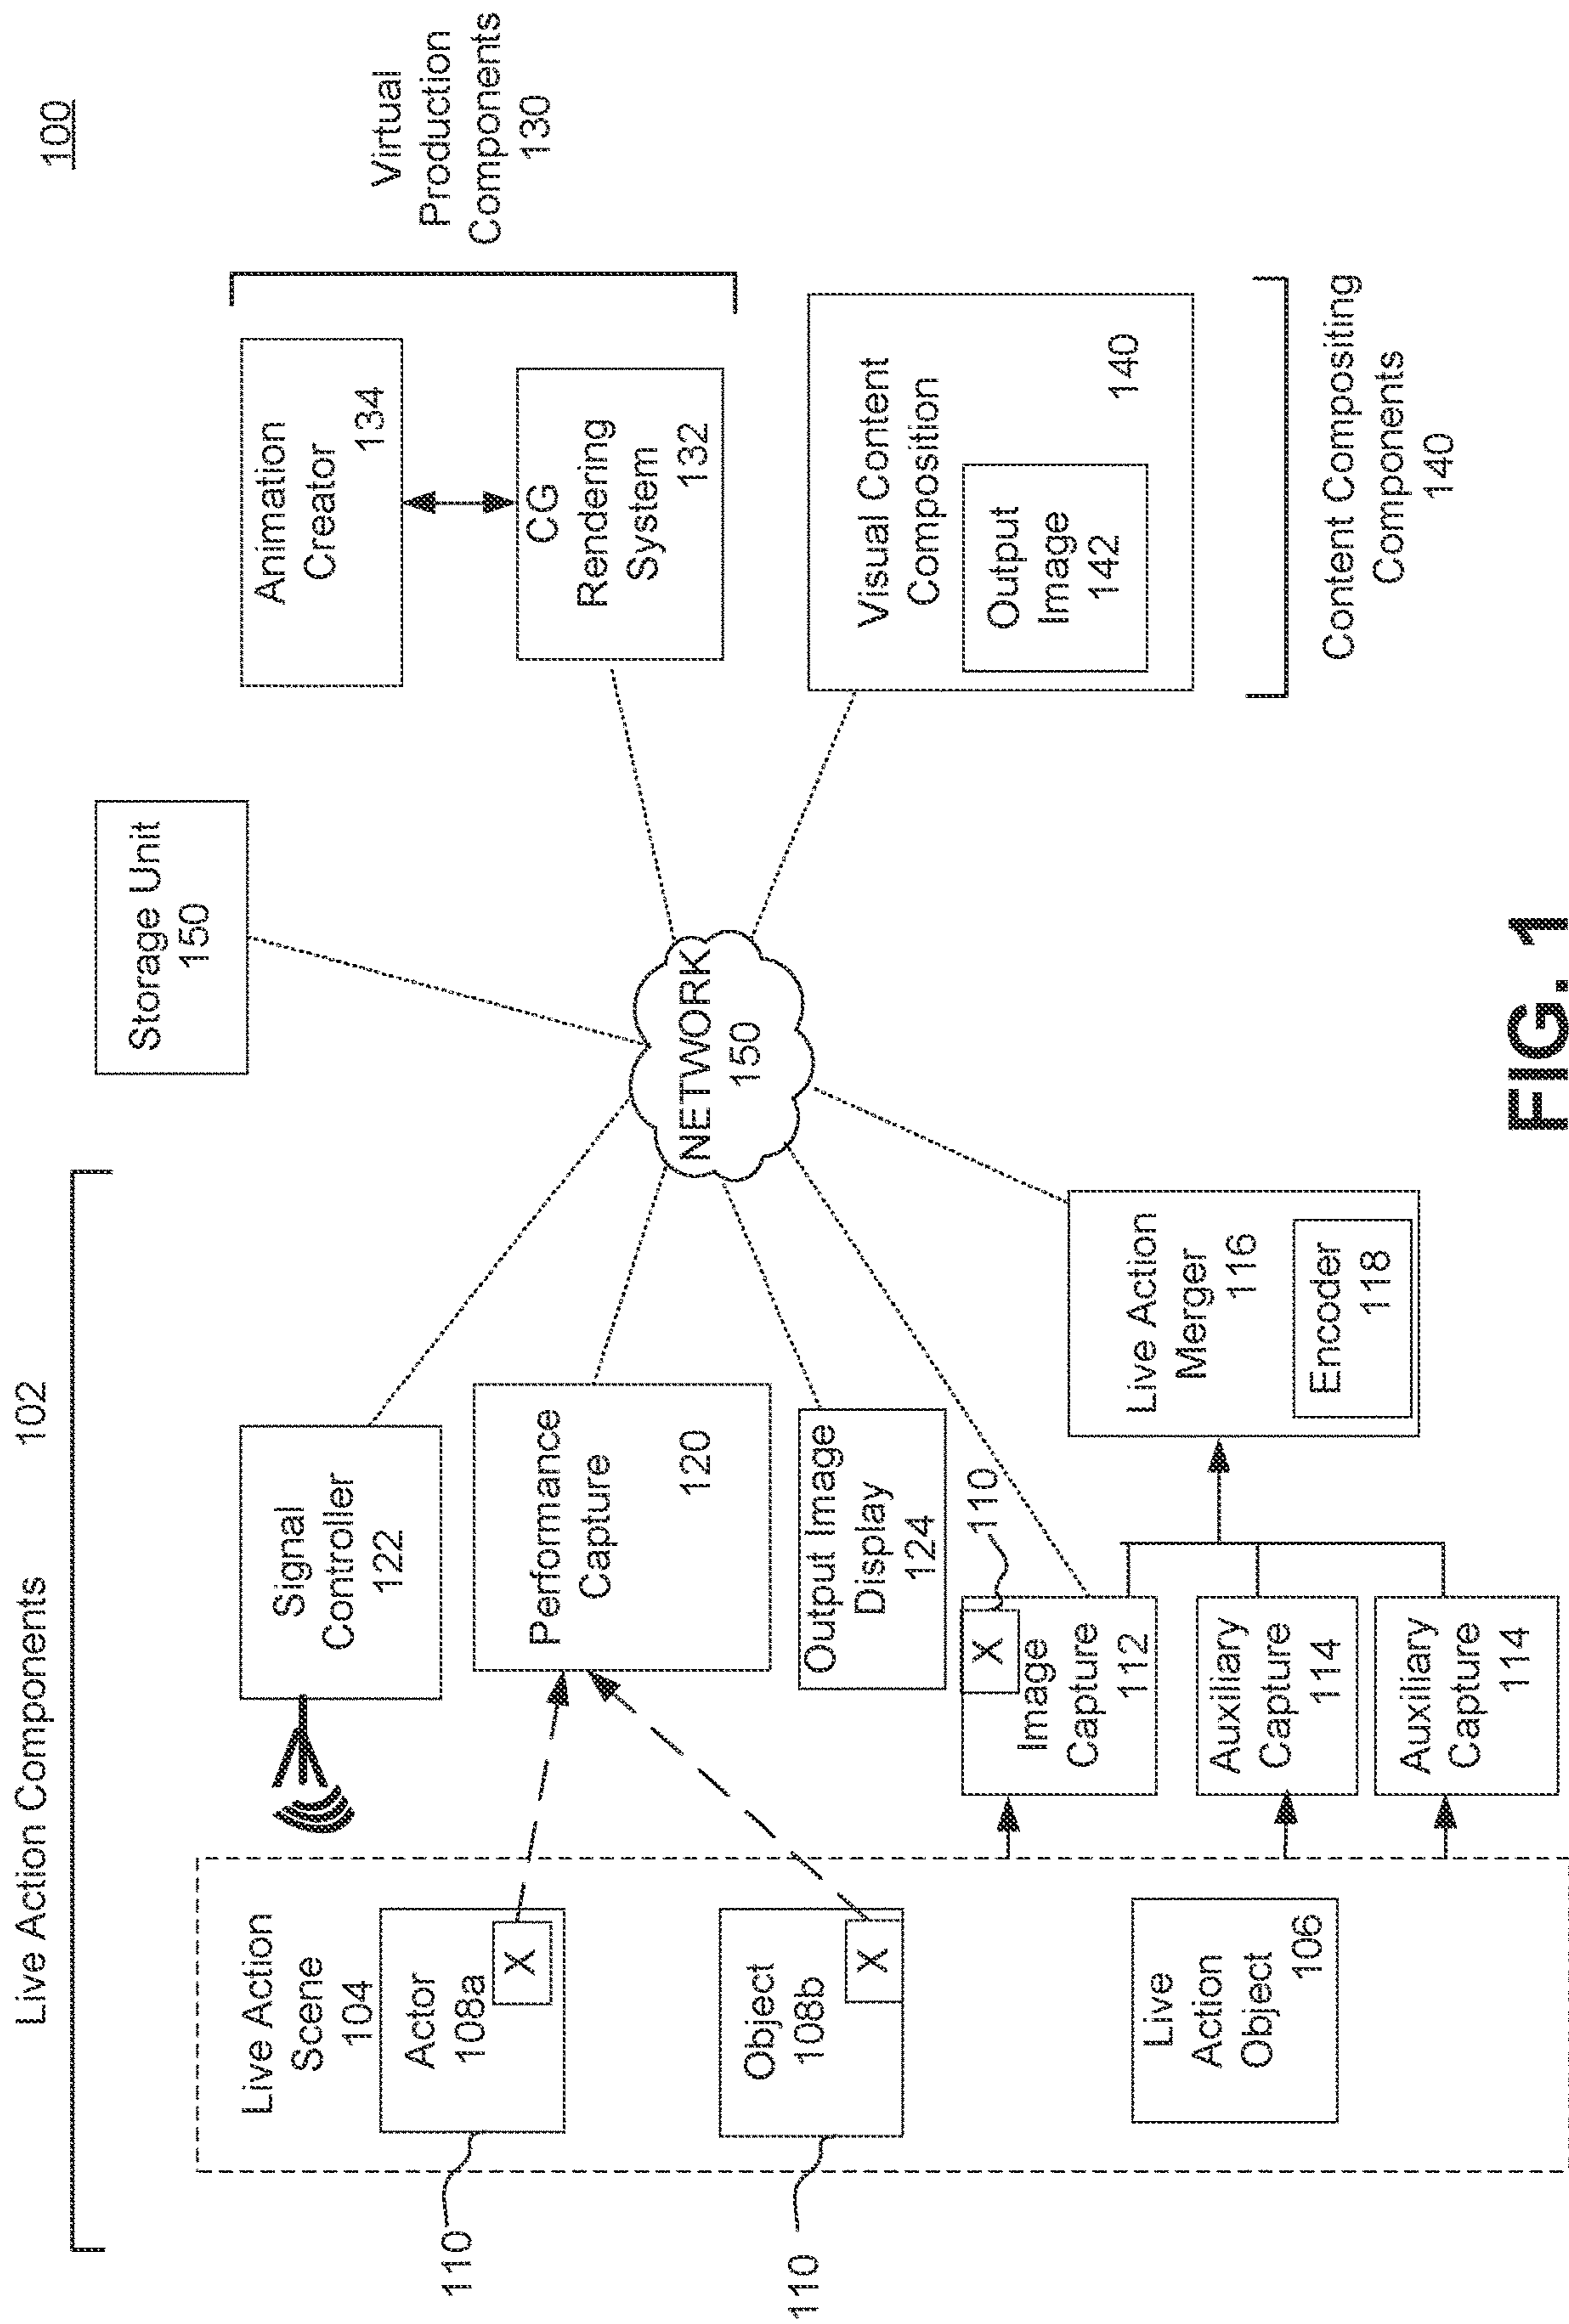 100
Live Action Components 102
Storage Unit
150
Virtual
Production
Components
130
Animation
Creator
134
CG
Rendering
System
132
Signal
Controller
122
Performance
Capture
120
NETWORK
150
Visual Content
Composition
140
Output
Image
142
Content Compositing
Components
140
Live Action
Scene
104
Actor
108a
X
110
Object
108b
X
110
Live
Action
Object
106
Output Image
Display
124
110
X
Image
Capture
112
Auxiliary
Capture
114
Auxiliary
Capture
114
Live Action
Merger
116
Encoder
118
FIG. 1